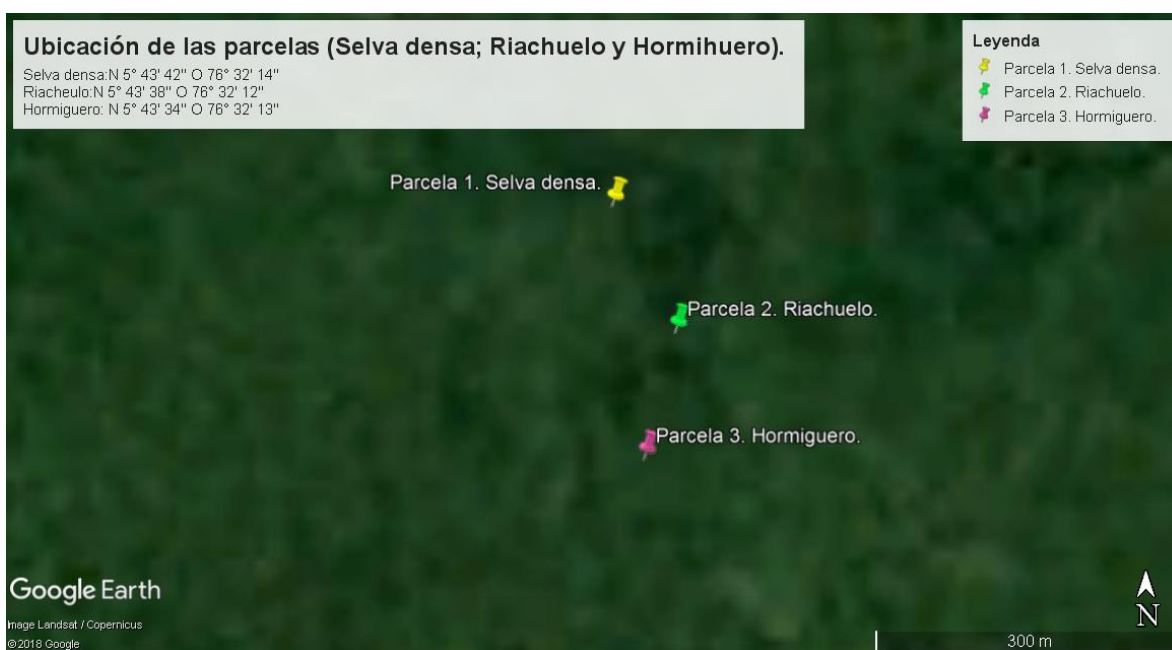 Ubicación de las parcelas (Selva densa; Riachuelo y Hormihuero).
Selva densa:N 5° 43' 42" O 76° 32' 14"
Riacheulo:N 5° 43' 38" O 76° 32' 12"
Hormiguero: N 5° 43' 34" O 76° 32' 13"
Leyenda
Parcela 1. Selva densa.
Parcela 2. Riachuelo.
Parcela 3. Hormiguero.
Parcela 1. Selva densa.
Parcela 2. Riachuelo.
Parcela 3. Hormiguero.
Google Earth
Image Landsat / Copernicus
©2018 Google
N
300 m